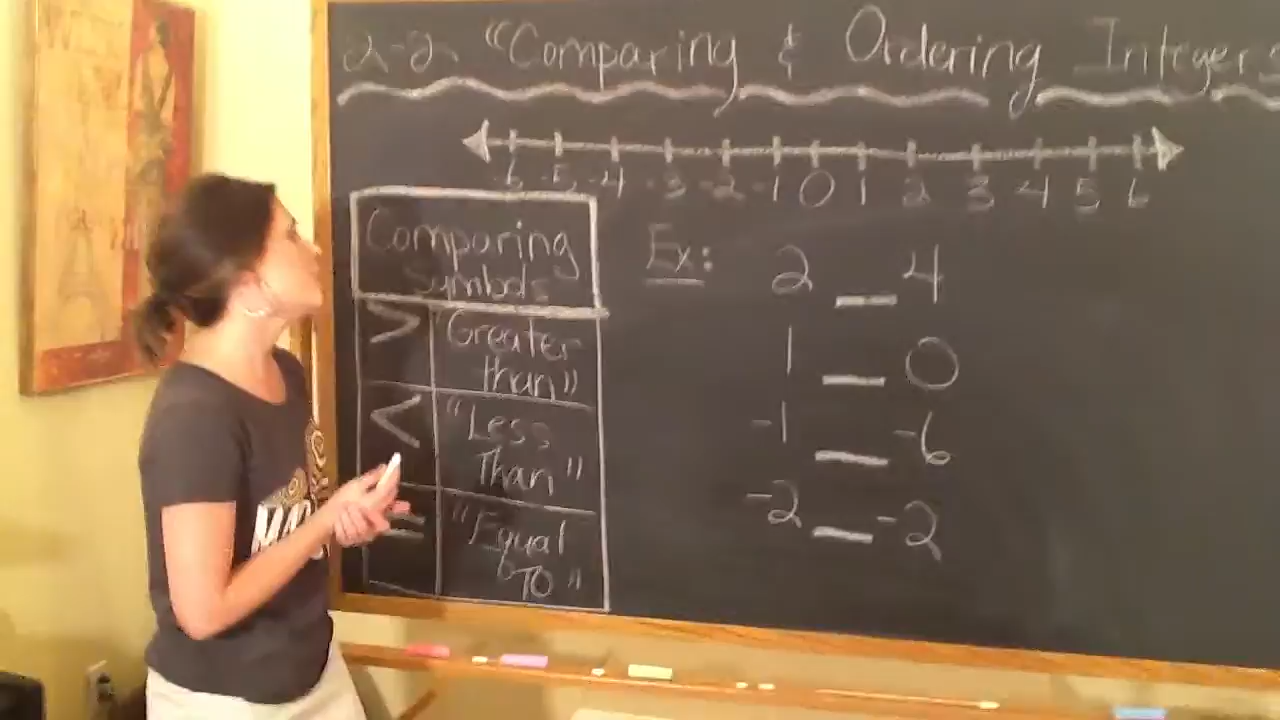 2-2 "Comparing & Ordering Integers
-6 -5 -4 -3 -2 -1 0 1 2 3 4 5 6
Comparing
Symbols
> "Greater
than"
< "Less
Than"
= "Equal
To"
Ex: 2 _ 4
1 _ 0
-1 _ -6
-2 _ -2